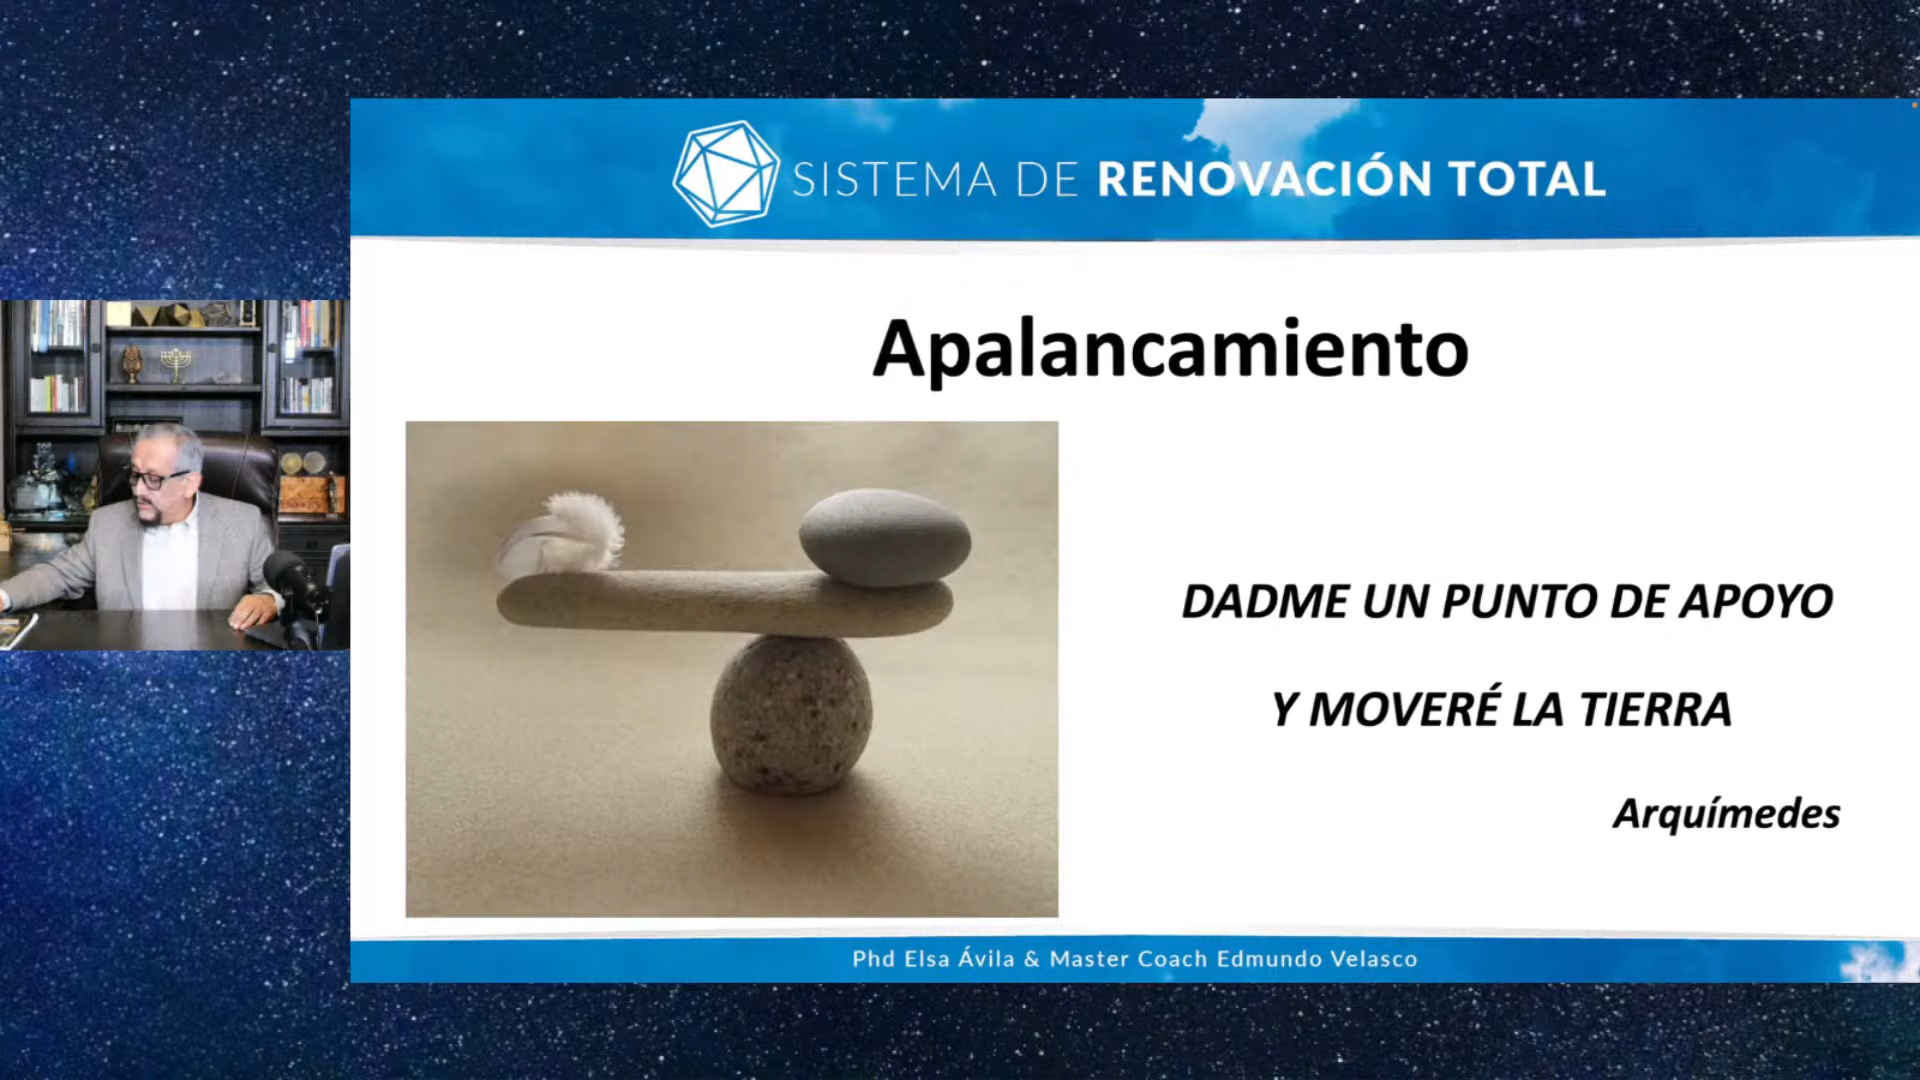 SISTEMA DE RENOVACIÓN TOTAL
Apalancamiento
DADME UN PUNTO DE APOYO
Y MOVERÉ LA TIERRA
Arquímedes
Phd Elsa Ávila & Master Coach Edmundo Velasco